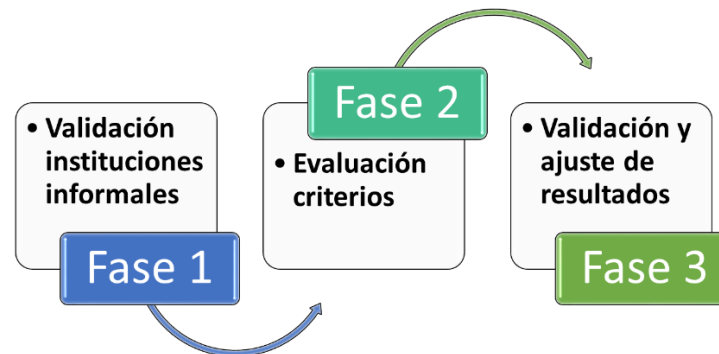 • Validación
instituciones
informales
Fase 1
Fase 2
• Evaluación
criterios
• Validación y
ajuste de
resultados
Fase 3